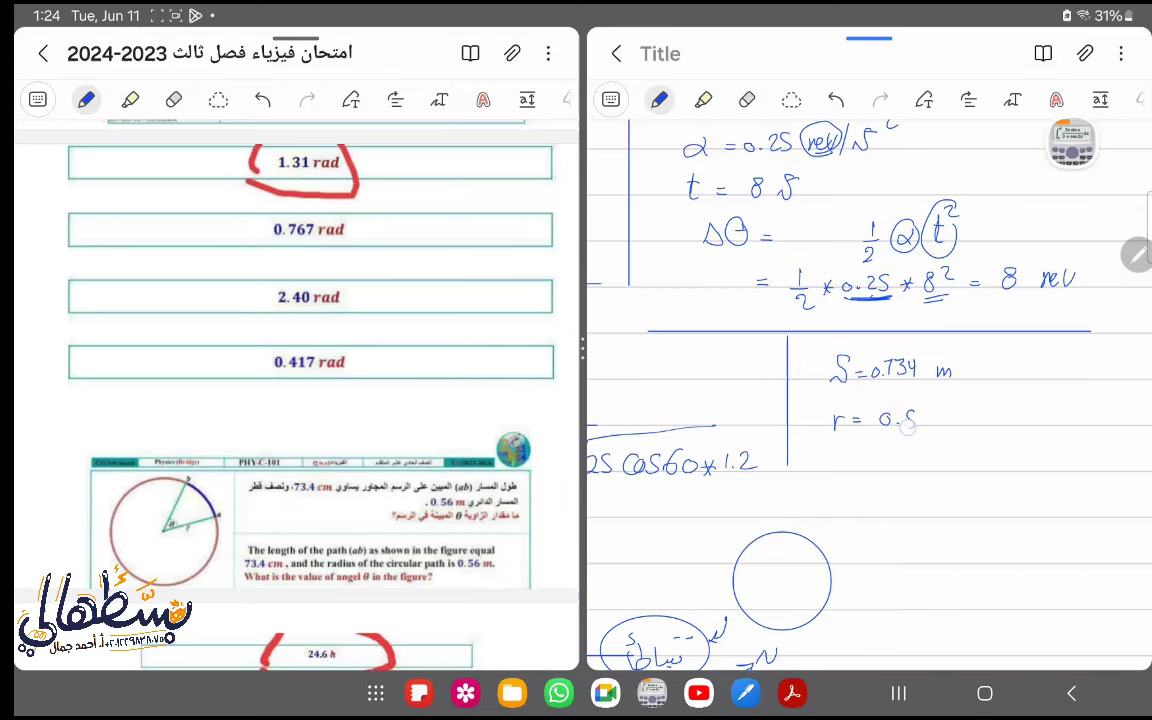 1:24 Tue, Jun 11
31%
امتحان فيزياء فصل ثالث 2023-2024
1.31 rad
0.767 rad
2.40 rad
0.417 rad
PHY-C-101
Physics (Bridge)
طول المسار (ab) المبين على الرسم المجاور يساوي 73.4 cm، ونصف قطر
المسار الدائري 0.56 m.
ما مقدار الزاوية θ المبينة في الرسم؟
The length of the path (ab) as shown in the figure equal
73.4 cm , and the radius of the circular path is 0.56 m.
What is the value of angel θ in the figure?
24.6 h
بسطهالي
أ. أحمد جمال
Title
α = 0.25 rev/s²
t = 8 s
Δθ = 1/2 α t²
= 1/2 * 0.25 * 8² = 8 rev
S = 0.734 m
r = 0.5
25 cos60 * 1.2
N